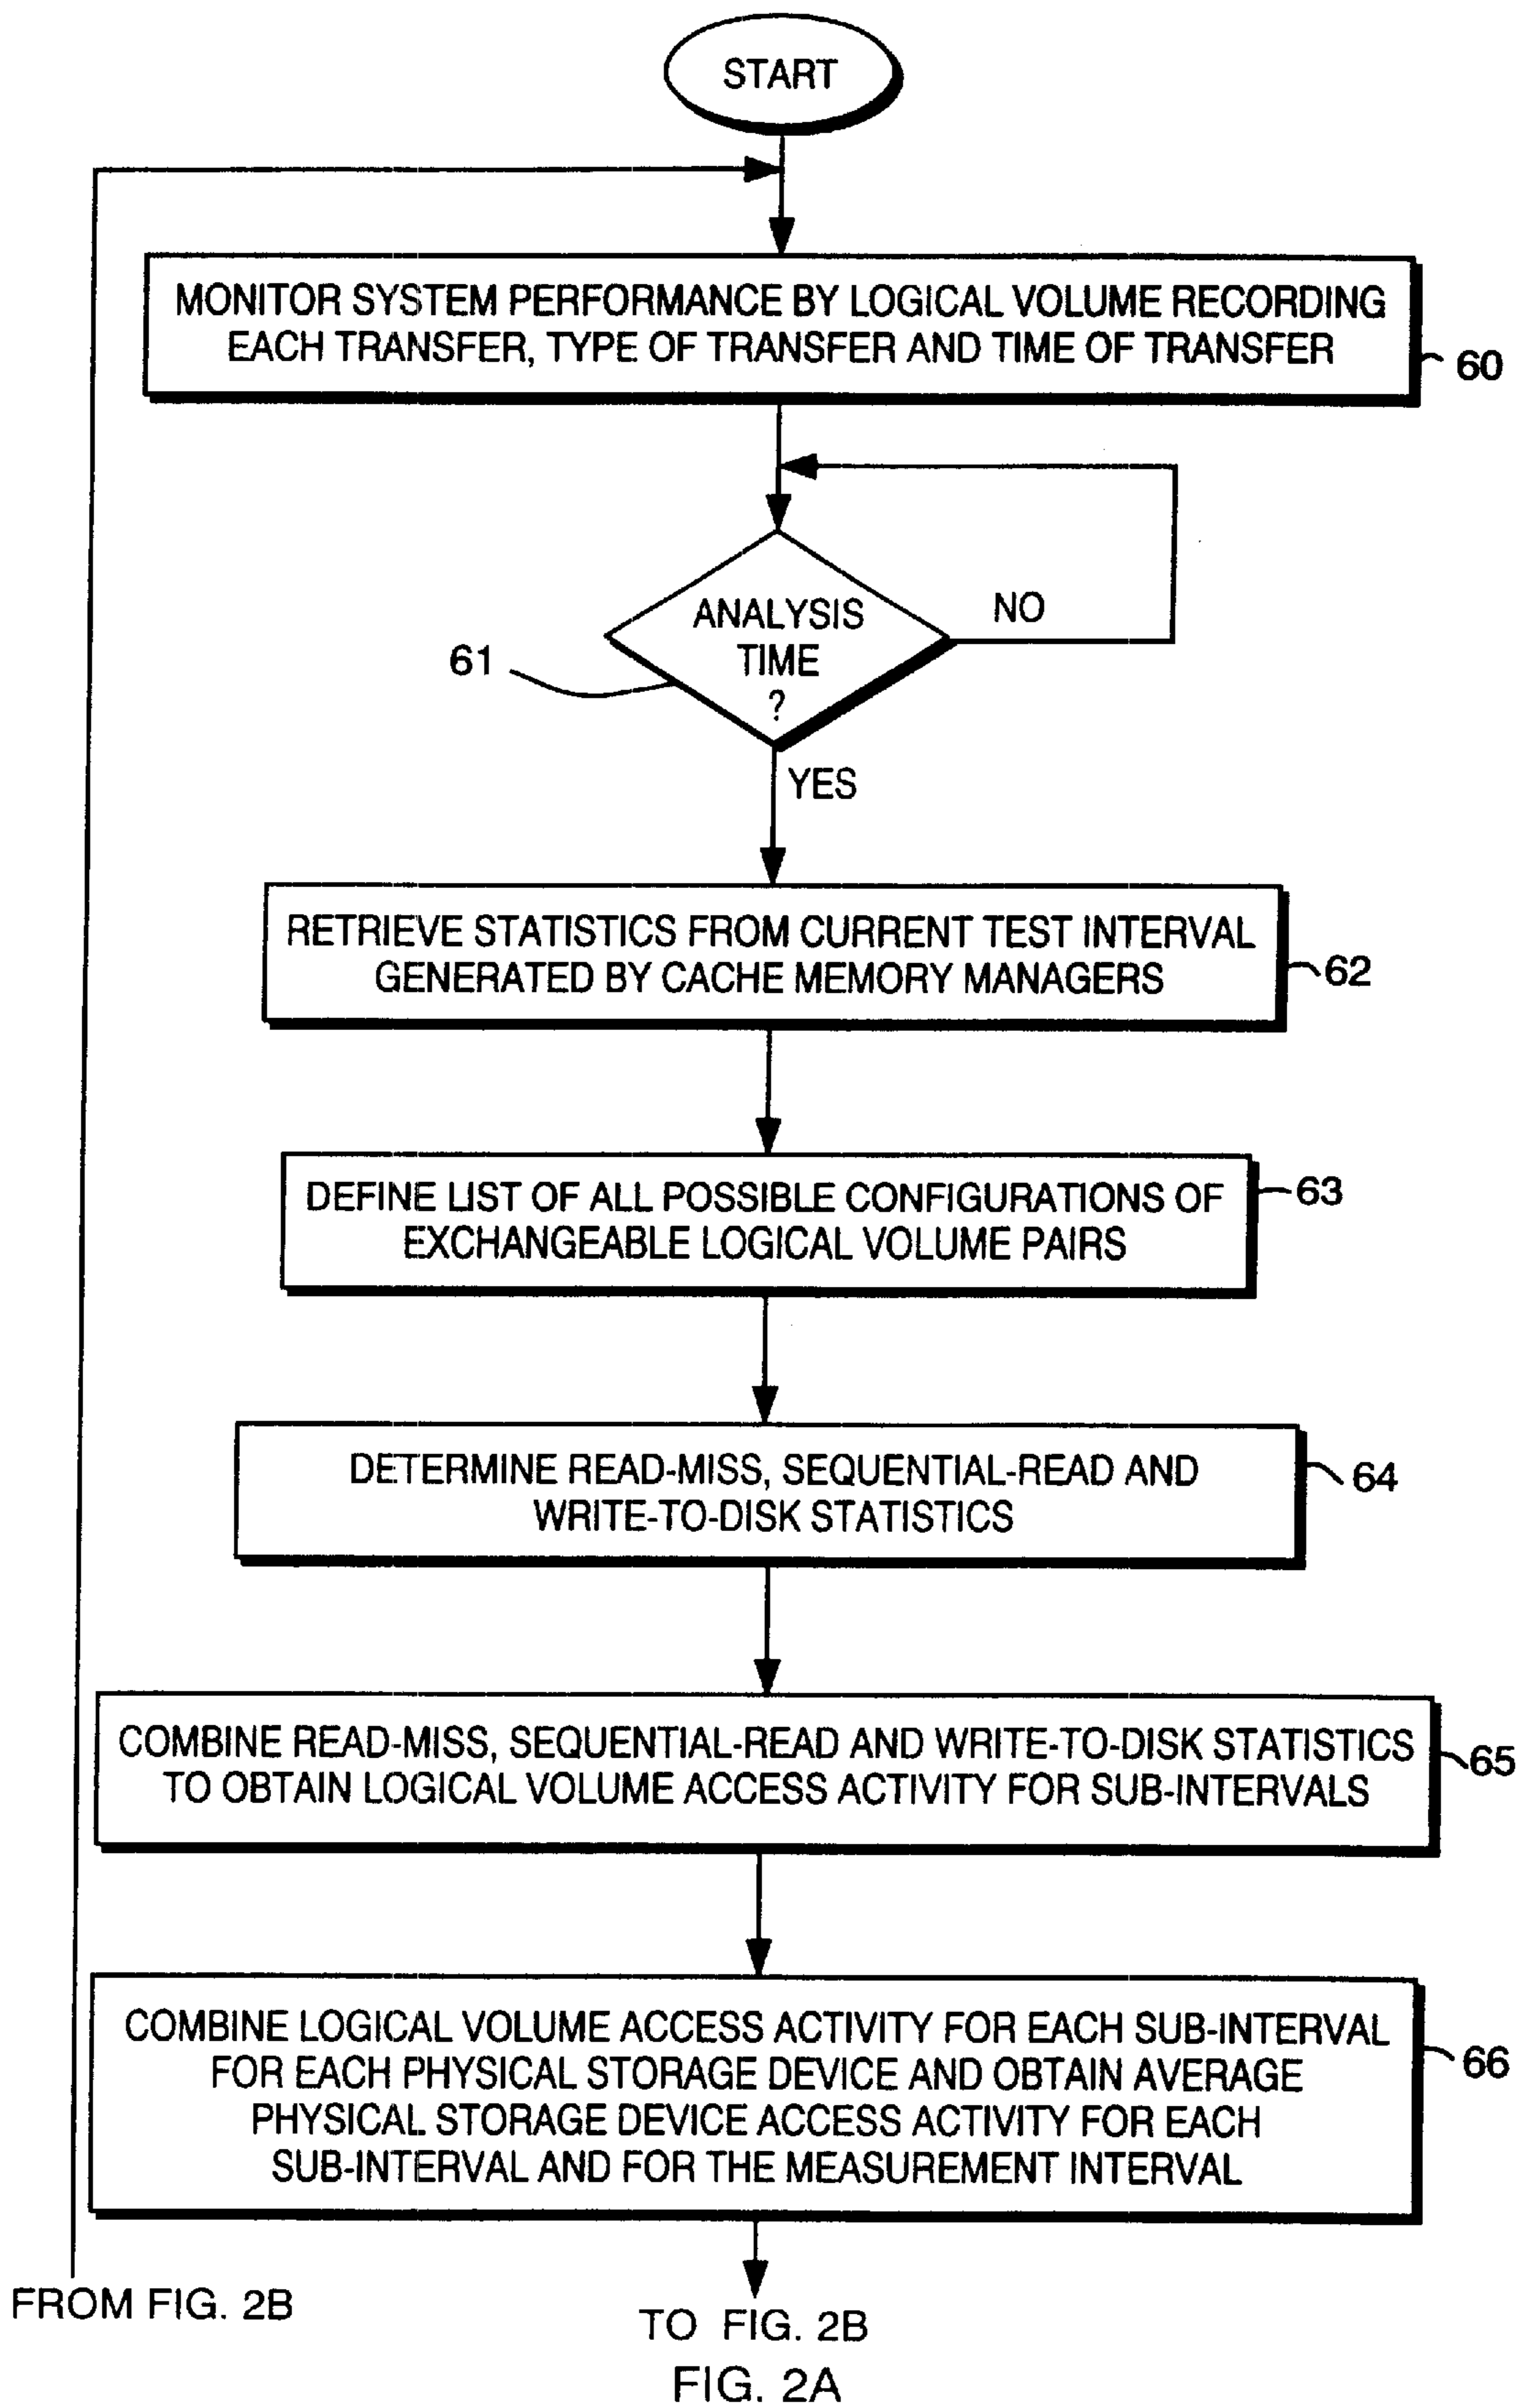 START
MONITOR SYSTEM PERFORMANCE BY LOGICAL VOLUME RECORDING
EACH TRANSFER, TYPE OF TRANSFER AND TIME OF TRANSFER
60
ANALYSIS
TIME
?
NO
61
YES
RETRIEVE STATISTICS FROM CURRENT TEST INTERVAL
GENERATED BY CACHE MEMORY MANAGERS
62
DEFINE LIST OF ALL POSSIBLE CONFIGURATIONS OF
EXCHANGEABLE LOGICAL VOLUME PAIRS
63
DETERMINE READ-MISS, SEQUENTIAL-READ AND
WRITE-TO-DISK STATISTICS
64
COMBINE READ-MISS, SEQUENTIAL-READ AND WRITE-TO-DISK STATISTICS
TO OBTAIN LOGICAL VOLUME ACCESS ACTIVITY FOR SUB-INTERVALS
65
COMBINE LOGICAL VOLUME ACCESS ACTIVITY FOR EACH SUB-INTERVAL
FOR EACH PHYSICAL STORAGE DEVICE AND OBTAIN AVERAGE
PHYSICAL STORAGE DEVICE ACCESS ACTIVITY FOR EACH
SUB-INTERVAL AND FOR THE MEASUREMENT INTERVAL
66
FROM FIG. 2B
TO FIG. 2B
FIG. 2A